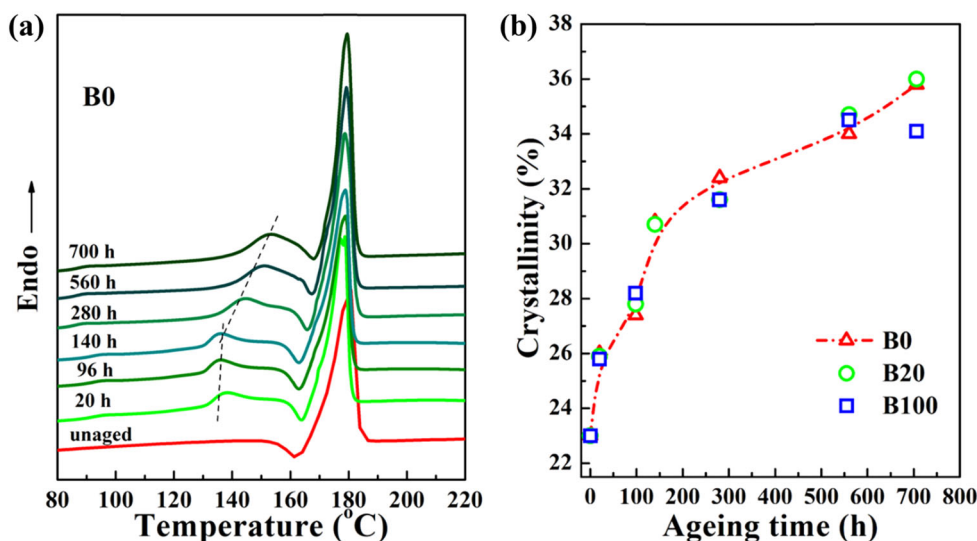 (a)
B0
Endo
700 h
560 h
280 h
140 h
96 h
20 h
unaged
80 100 120 140 160 180 200 220
Temperature (°C)
(b)
Crystallinity (%)
38
36
34
32
30
28
26
24
22
B0
B20
B100
0 100 200 300 400 500 600 700 800
Ageing time (h)